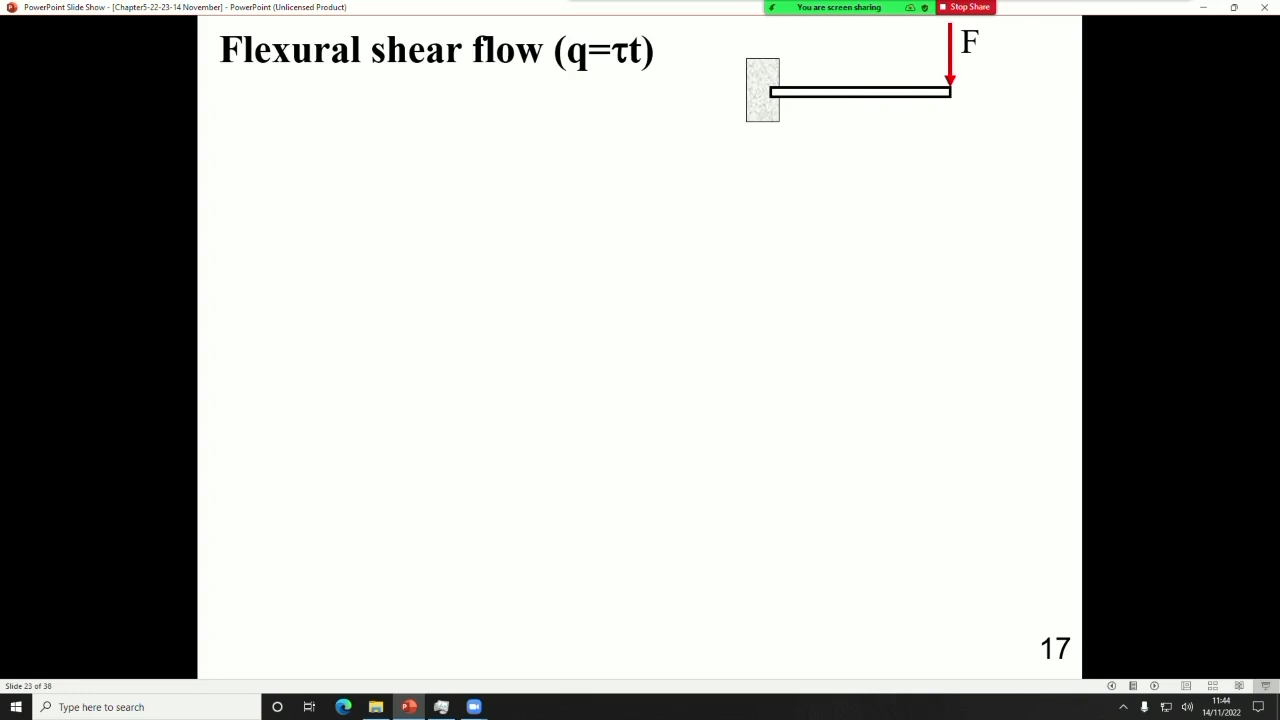 PowerPoint Slide Show - [Chapter5-22-23-14 November] - PowerPoint (Unlicensed Product)
You are screen sharing
Stop Share
Flexural shear flow (q=τt)
F
17
Slide 23 of 38
Type here to search
11:44
14/11/2022